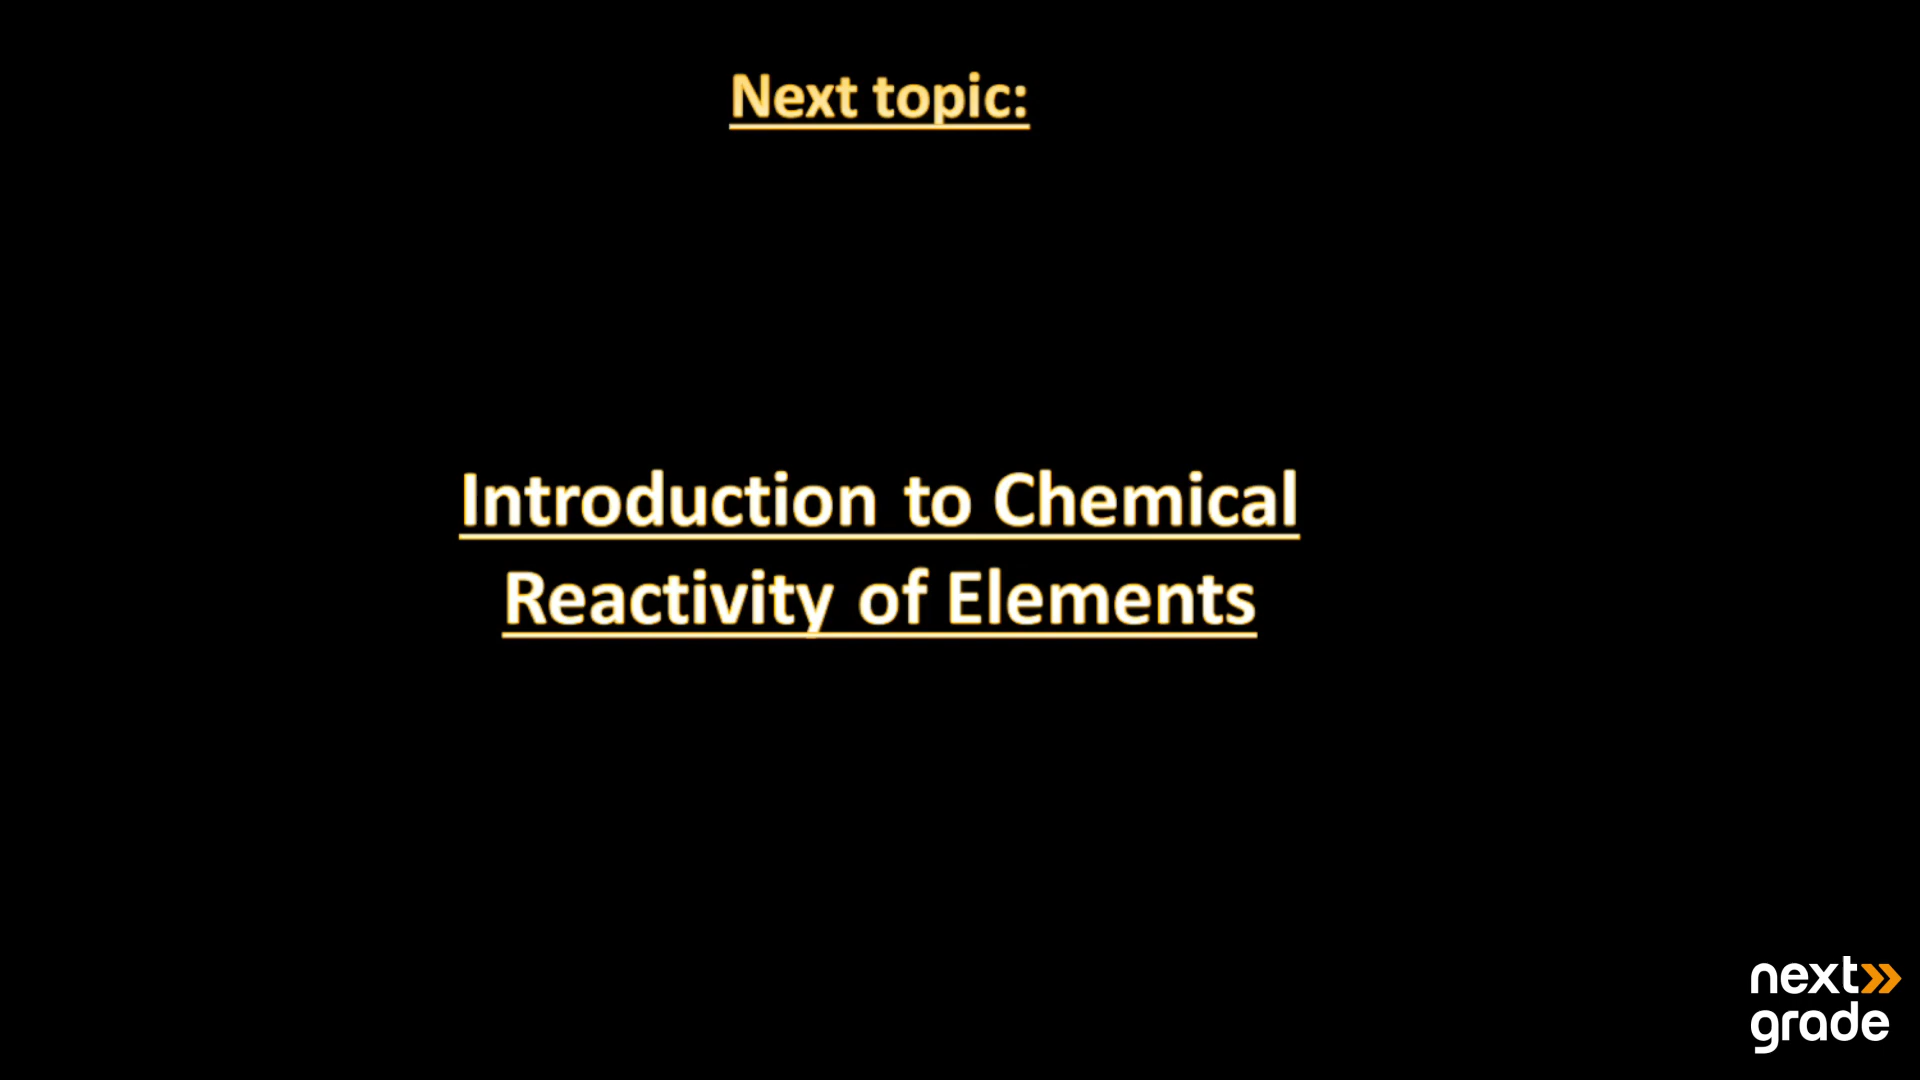 Next topic:
Introduction to Chemical
Reactivity of Elements
next
grade